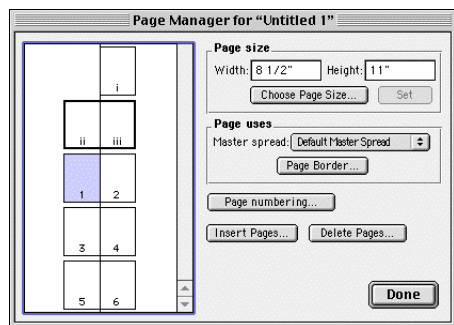 Page Manager for “Untitled 1”
i
ii iii
1 2
3 4
5 6
Page size
Width: 8 1/2" Height: 11"
Choose Page Size... Set
Page uses
Master spread: Default Master Spread
Page Border...
Page numbering...
Insert Pages... Delete Pages...
Done